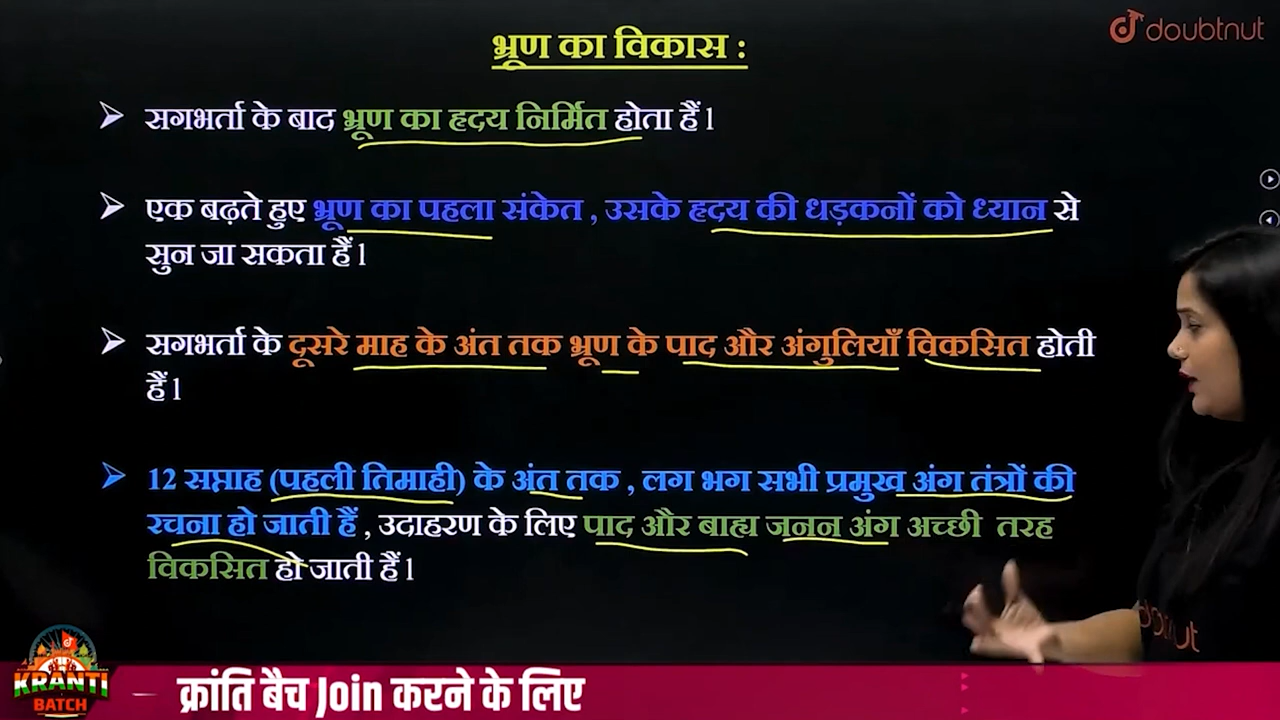 doubtnut
भ्रूण का विकास :
सगभर्ता के बाद भ्रूण का हृदय निर्मित होता हैं l
एक बढ़ते हुए भ्रूण का पहला संकेत , उसके हृदय की धड़कनों को ध्यान से
सुन जा सकता हैं l
सगभर्ता के दूसरे माह के अंत तक भ्रूण के पाद और अंगुलियाँ विकसित होती
हैं l
12 सप्ताह (पहली तिमाही) के अंत तक , लग भग सभी प्रमुख अंग तंत्रों की
रचना हो जाती हैं , उदाहरण के लिए पाद और बाह्य जनन अंग अच्छी तरह
विकसित हो जाती हैं l
KRANTI
BATCH
क्रांति बैच Join करने के लिए